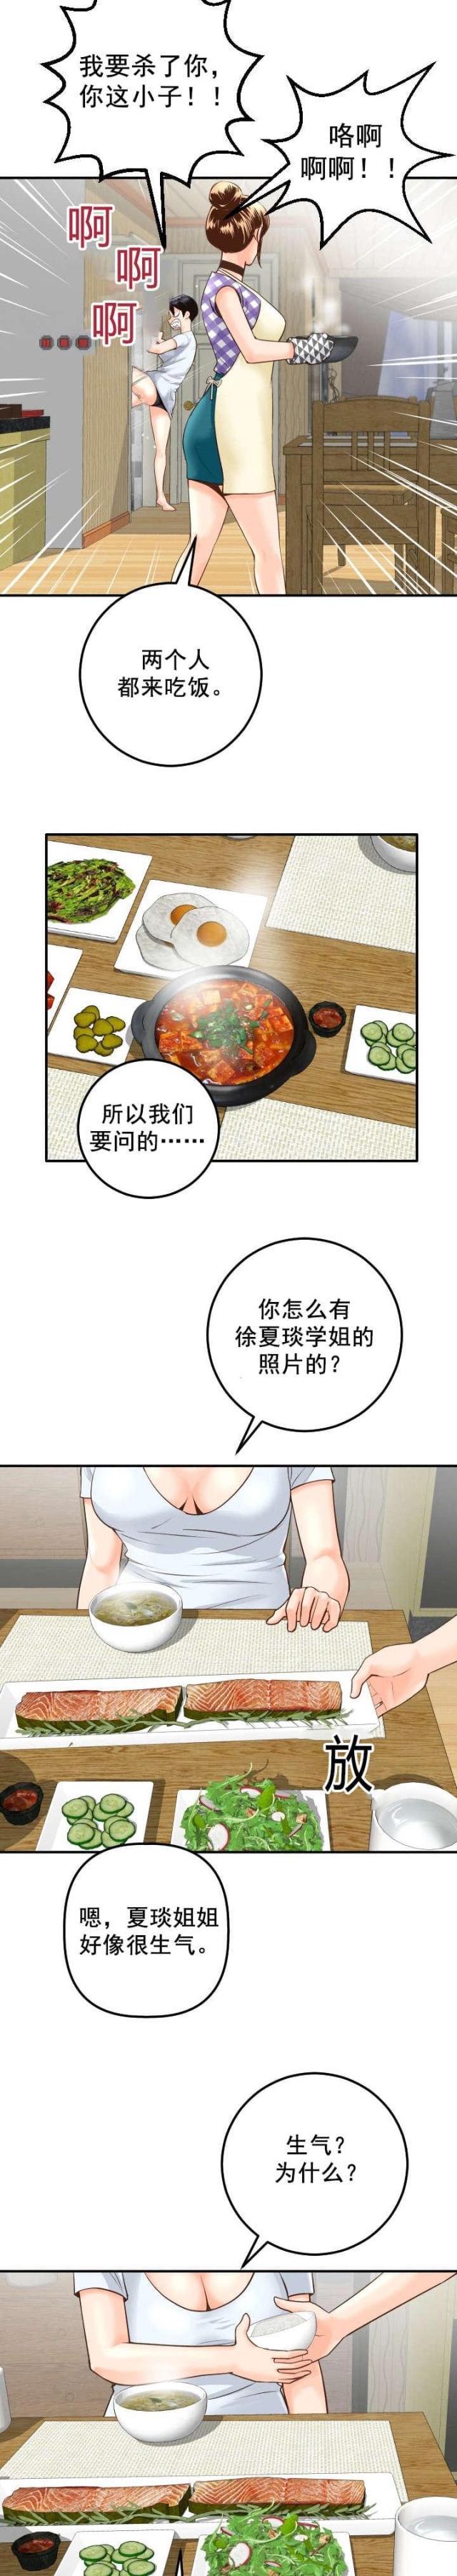 我要杀了你，
你这小子！！
咯啊
啊啊！！
啊
啊
啊
两个人
都来吃饭。
所以我们
要问的……
你怎么有
徐夏琰学姐的
照片的？
放
嗯，夏琰姐姐
好像很生气。
生气？
为什么？